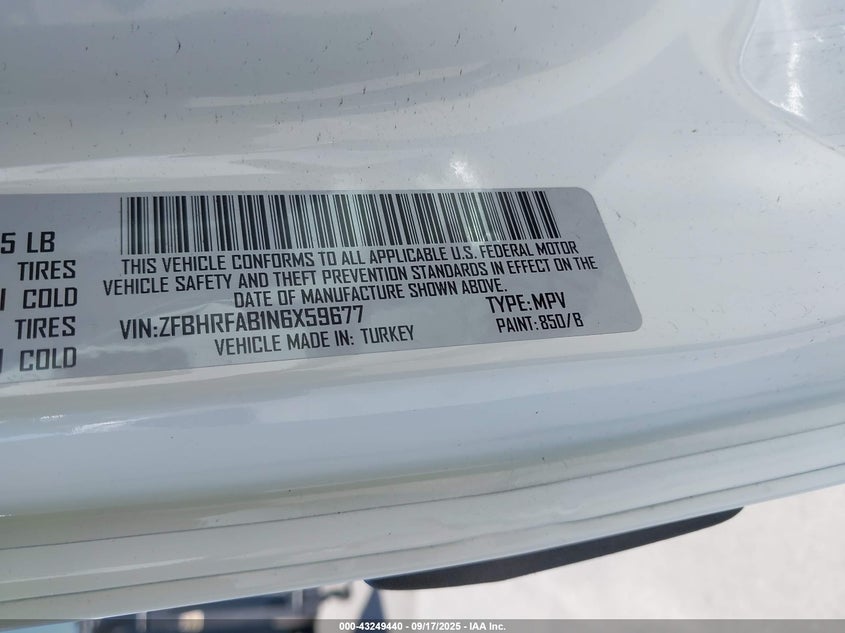 5 LB
TIRES
COLD
TIRES
COLD
THIS VEHICLE CONFORMS TO ALL APPLICABLE U.S. FEDERAL MOTOR
VEHICLE SAFETY AND THEFT PREVENTION STANDARDS IN EFFECT ON THE
DATE OF MANUFACTURE SHOWN ABOVE.
VIN:ZFBHRFAB1N6X59677 TYPE:MPV
VEHICLE MADE IN: TURKEY PAINT:850/B
000-43249440 - 09/17/2025 - IAA Inc.